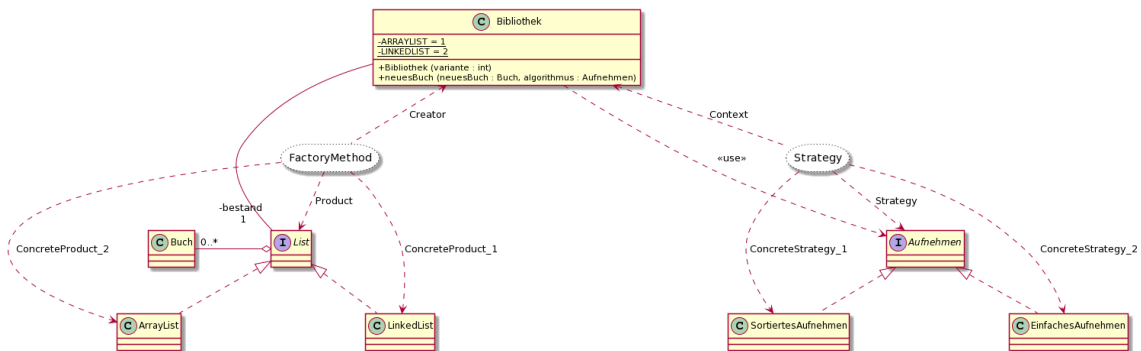 C Bibliothek
-ARRAYLIST = 1
-LINKEDLIST = 2
+Bibliothek (variante : int)
+neuesBuch (neuesBuch : Buch, algorithmus : Aufnehmen)
Creator
Context
FactoryMethod
«use»
Strategy
-bestand
1
Product
Strategy
ConcreteProduct_2
C Buch
0..*
I List
ConcreteProduct_1
ConcreteStrategy_1
I Aufnehmen
ConcreteStrategy_2
C ArrayList
C LinkedList
C SortiertesAufnehmen
C EinfachesAufnehmen